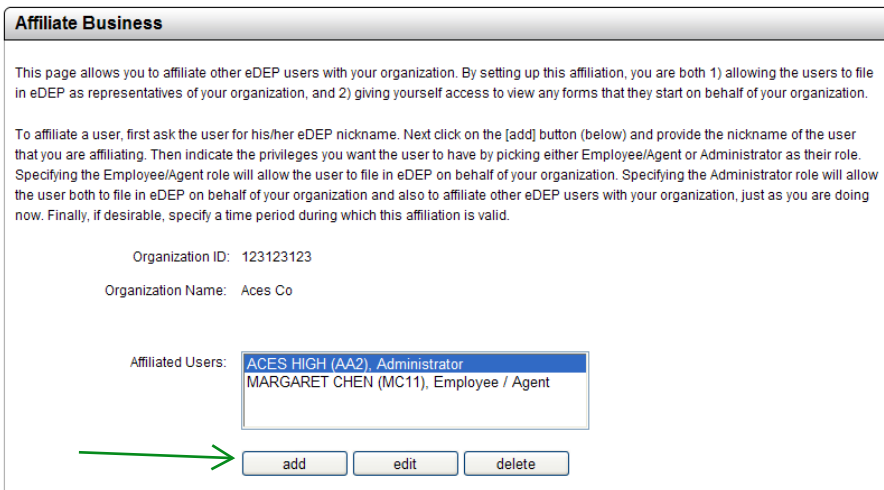 Affiliate Business
This page allows you to affiliate other eDEP users with your organization. By setting up this affiliation, you are both 1) allowing the users to file
in eDEP as representatives of your organization, and 2) giving yourself access to view any forms that they start on behalf of your organization.
To affiliate a user, first ask the user for his/her eDEP nickname. Next click on the [add] button (below) and provide the nickname of the user
that you are affiliating. Then indicate the privileges you want the user to have by picking either Employee/Agent or Administrator as their role.
Specifying the Employee/Agent role will allow the user to file in eDEP on behalf of your organization. Specifying the Administrator role will allow
the user both to file in eDEP on behalf of your organization and also to affiliate other eDEP users with your organization, just as you are doing
now. Finally, if desirable, specify a time period during which this affiliation is valid.
Organization ID: 123123123
Organization Name: Aces Co
Affiliated Users: ACES HIGH (AA2), Administrator
MARGARET CHEN (MC11), Employee / Agent
add edit delete